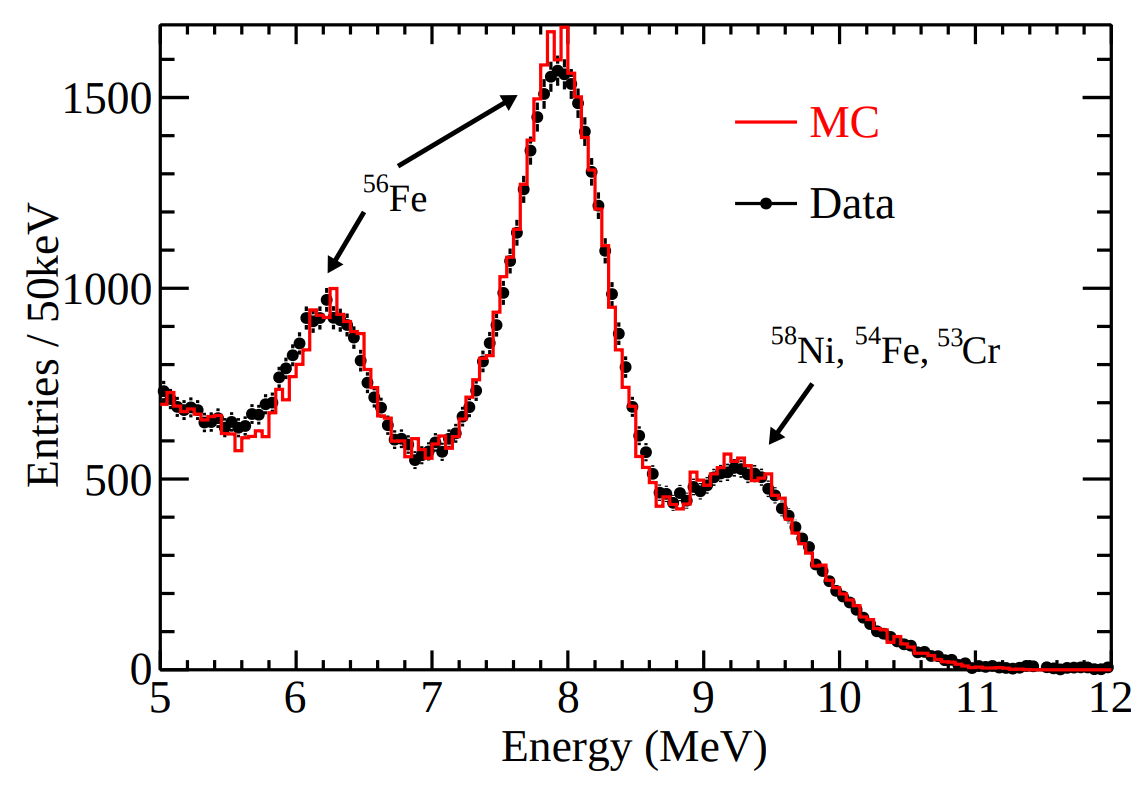 1500
1000
500
0
5 6 7 8 9 10 11 12
Entries / 50keV
Energy (MeV)
⁵⁶Fe
MC
Data
⁵⁸Ni, ⁵⁴Fe, ⁵³Cr